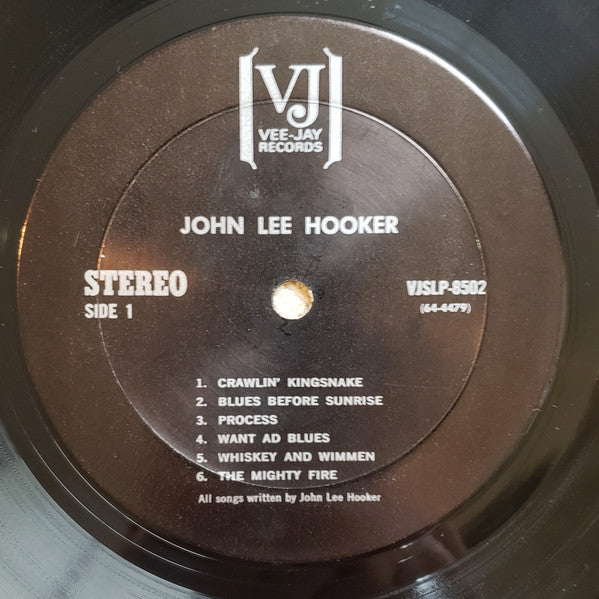 VJ
VEE-JAY
RECORDS
JOHN LEE HOOKER
STEREO
SIDE 1
VJSLP-8502
(64-4479)
1. CRAWLIN' KINGSNAKE
2. BLUES BEFORE SUNRISE
3. PROCESS
4. WANT AD BLUES
5. WHISKEY AND WIMMEN
6. THE MIGHTY FIRE
All songs written by John Lee Hooker